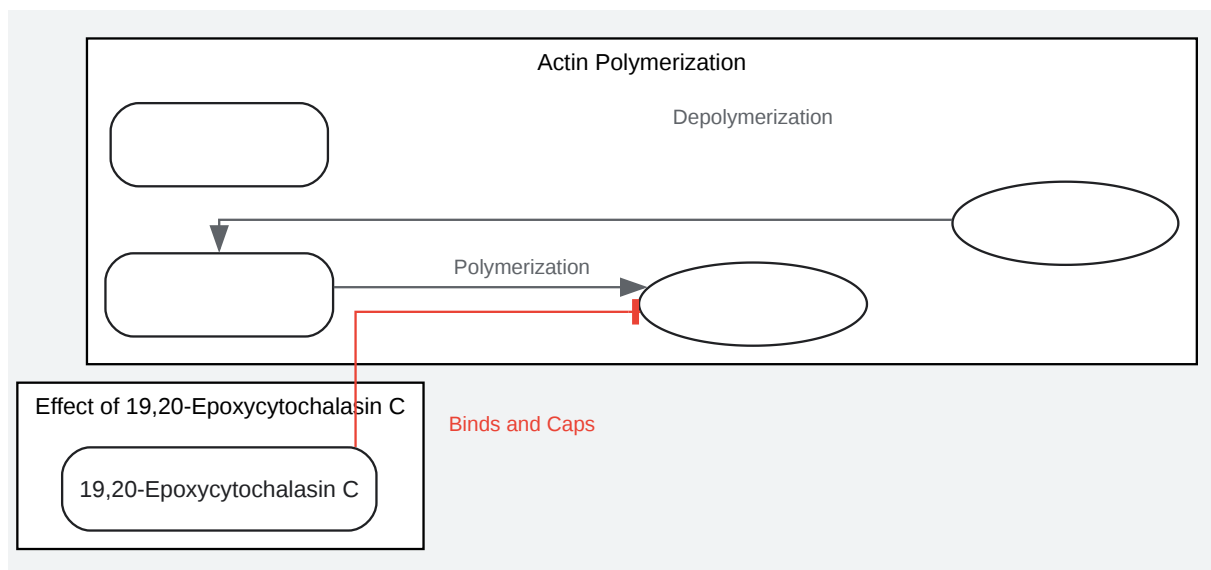 Actin Polymerization
Depolymerization
Polymerization
Effect of 19,20-Epoxycytochalasin C
Binds and Caps
19,20-Epoxycytochalasin C